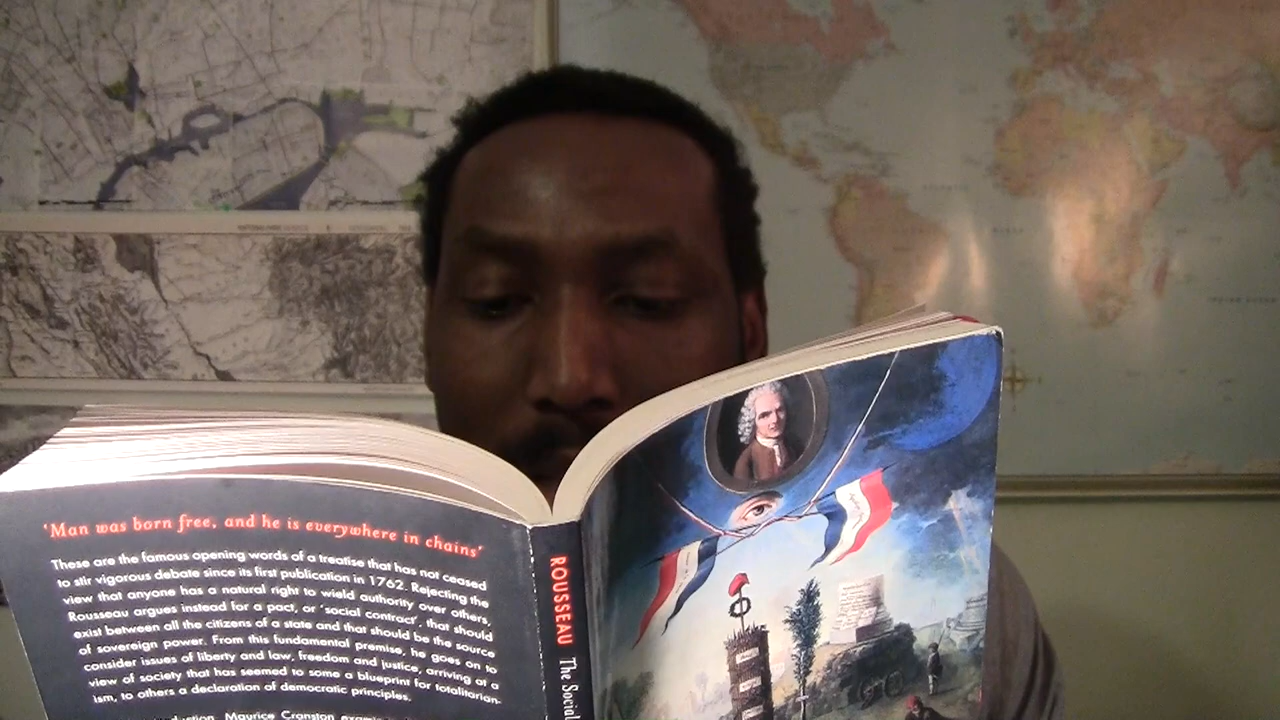 'Man was born free, and he is everywhere in chains'
These are the famous opening words of a treatise that has not ceased
to stir vigorous debate since its first publication in 1762. Rejecting the
view that anyone has a natural right to wield authority over others,
Rousseau argues instead for a pact, or 'social contract', that should
exist between all the citizens of a state and that should be the source
of sovereign power. From this fundamental premise, he goes on to
consider issues of liberty and law, freedom and justice, arriving at a
view of society that has seemed to some a blueprint for totalitarian-
ism, to others a declaration of democratic principles.
Maurice Cranston
ROUSSEAU The Social